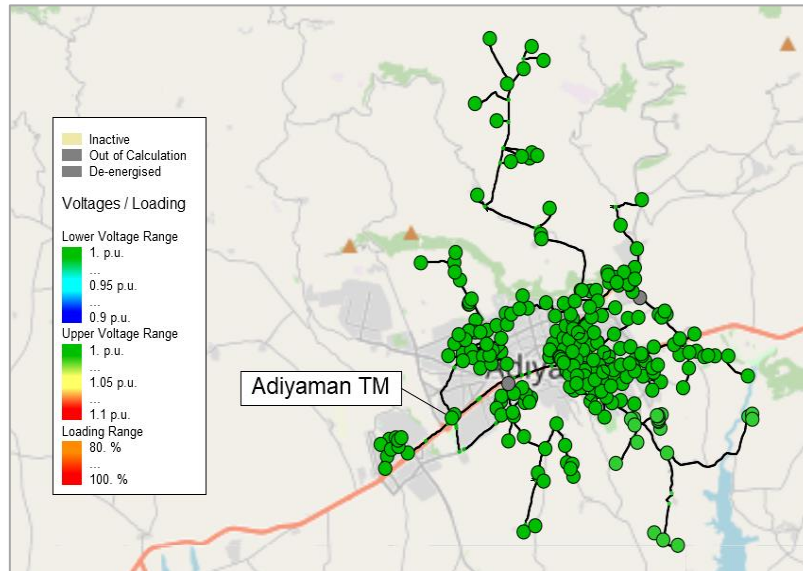 Inactive
Out of Calculation
De-energised
Voltages / Loading
Lower Voltage Range
1. p.u.
...
0.95 p.u.
...
0.9 p.u.
Upper Voltage Range
1. p.u.
...
1.05 p.u.
...
1.1 p.u.
Loading Range
80. %
...
100. %
Adiyaman TM